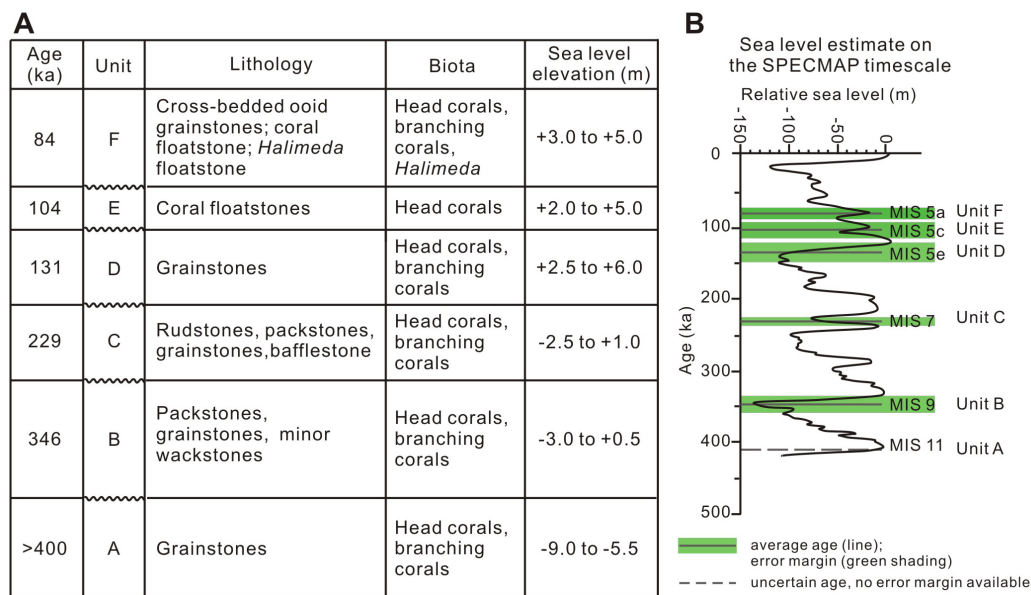 A
Age (ka)
Unit
Lithology
Biota
Sea level elevation (m)
84
F
Cross-bedded ooid
grainstones; coral
floatstone; Halimeda
floatstone
Head corals,
branching
corals,
Halimeda
+3.0 to +5.0
104
E
Coral floatstones
Head corals
+2.0 to +5.0
131
D
Grainstones
Head corals,
branching
corals
+2.5 to +6.0
229
C
Rudstones, packstones,
grainstones,bafflestone
Head corals,
branching
corals
-2.5 to +1.0
346
B
Packstones,
grainstones, minor
wackstones
Head corals,
branching
corals
-3.0 to +0.5
>400
A
Grainstones
Head corals,
branching
corals
-9.0 to -5.5
B
Sea level estimate on
the SPECMAP timescale
Relative sea level (m)
-150
-100
-50
0
Age (ka)
0
100
200
300
400
500
MIS 5a Unit F
MIS 5c Unit E
MIS 5e Unit D
MIS 7 Unit C
MIS 9 Unit B
MIS 11 Unit A
average age (line);
error margin (green shading)
uncertain age, no error margin available